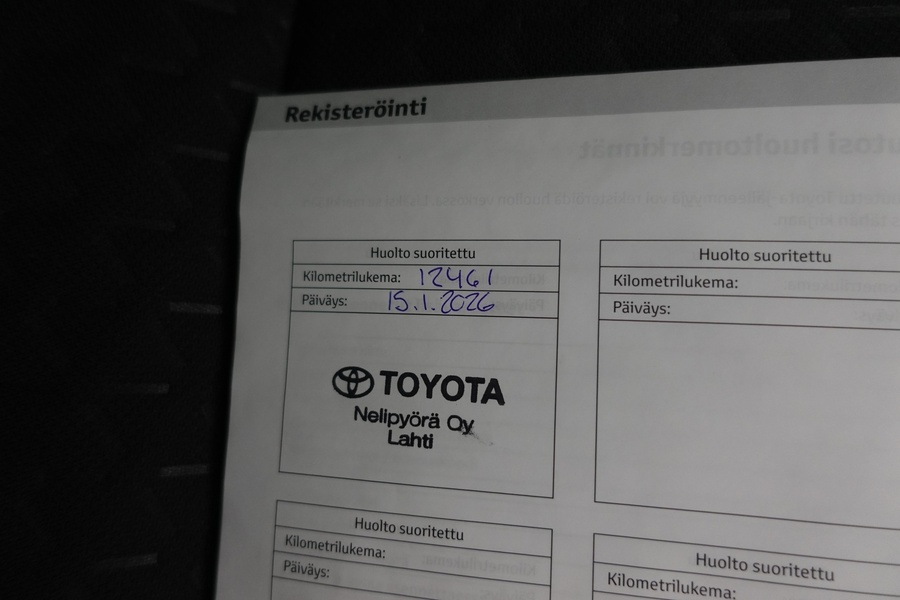 Rekisteröinti
Huolto suoritettu
Kilometrilukema: 12461
Päiväys: 15.1.2026
TOYOTA
Nelipyörä Oy
Lahti
Huolto suoritettu
Kilometrilukema:
Päiväys:
Huolto suoritettu
Kilometrilukema:
Päiväys:
Huolto suoritettu
Kilometrilukema: